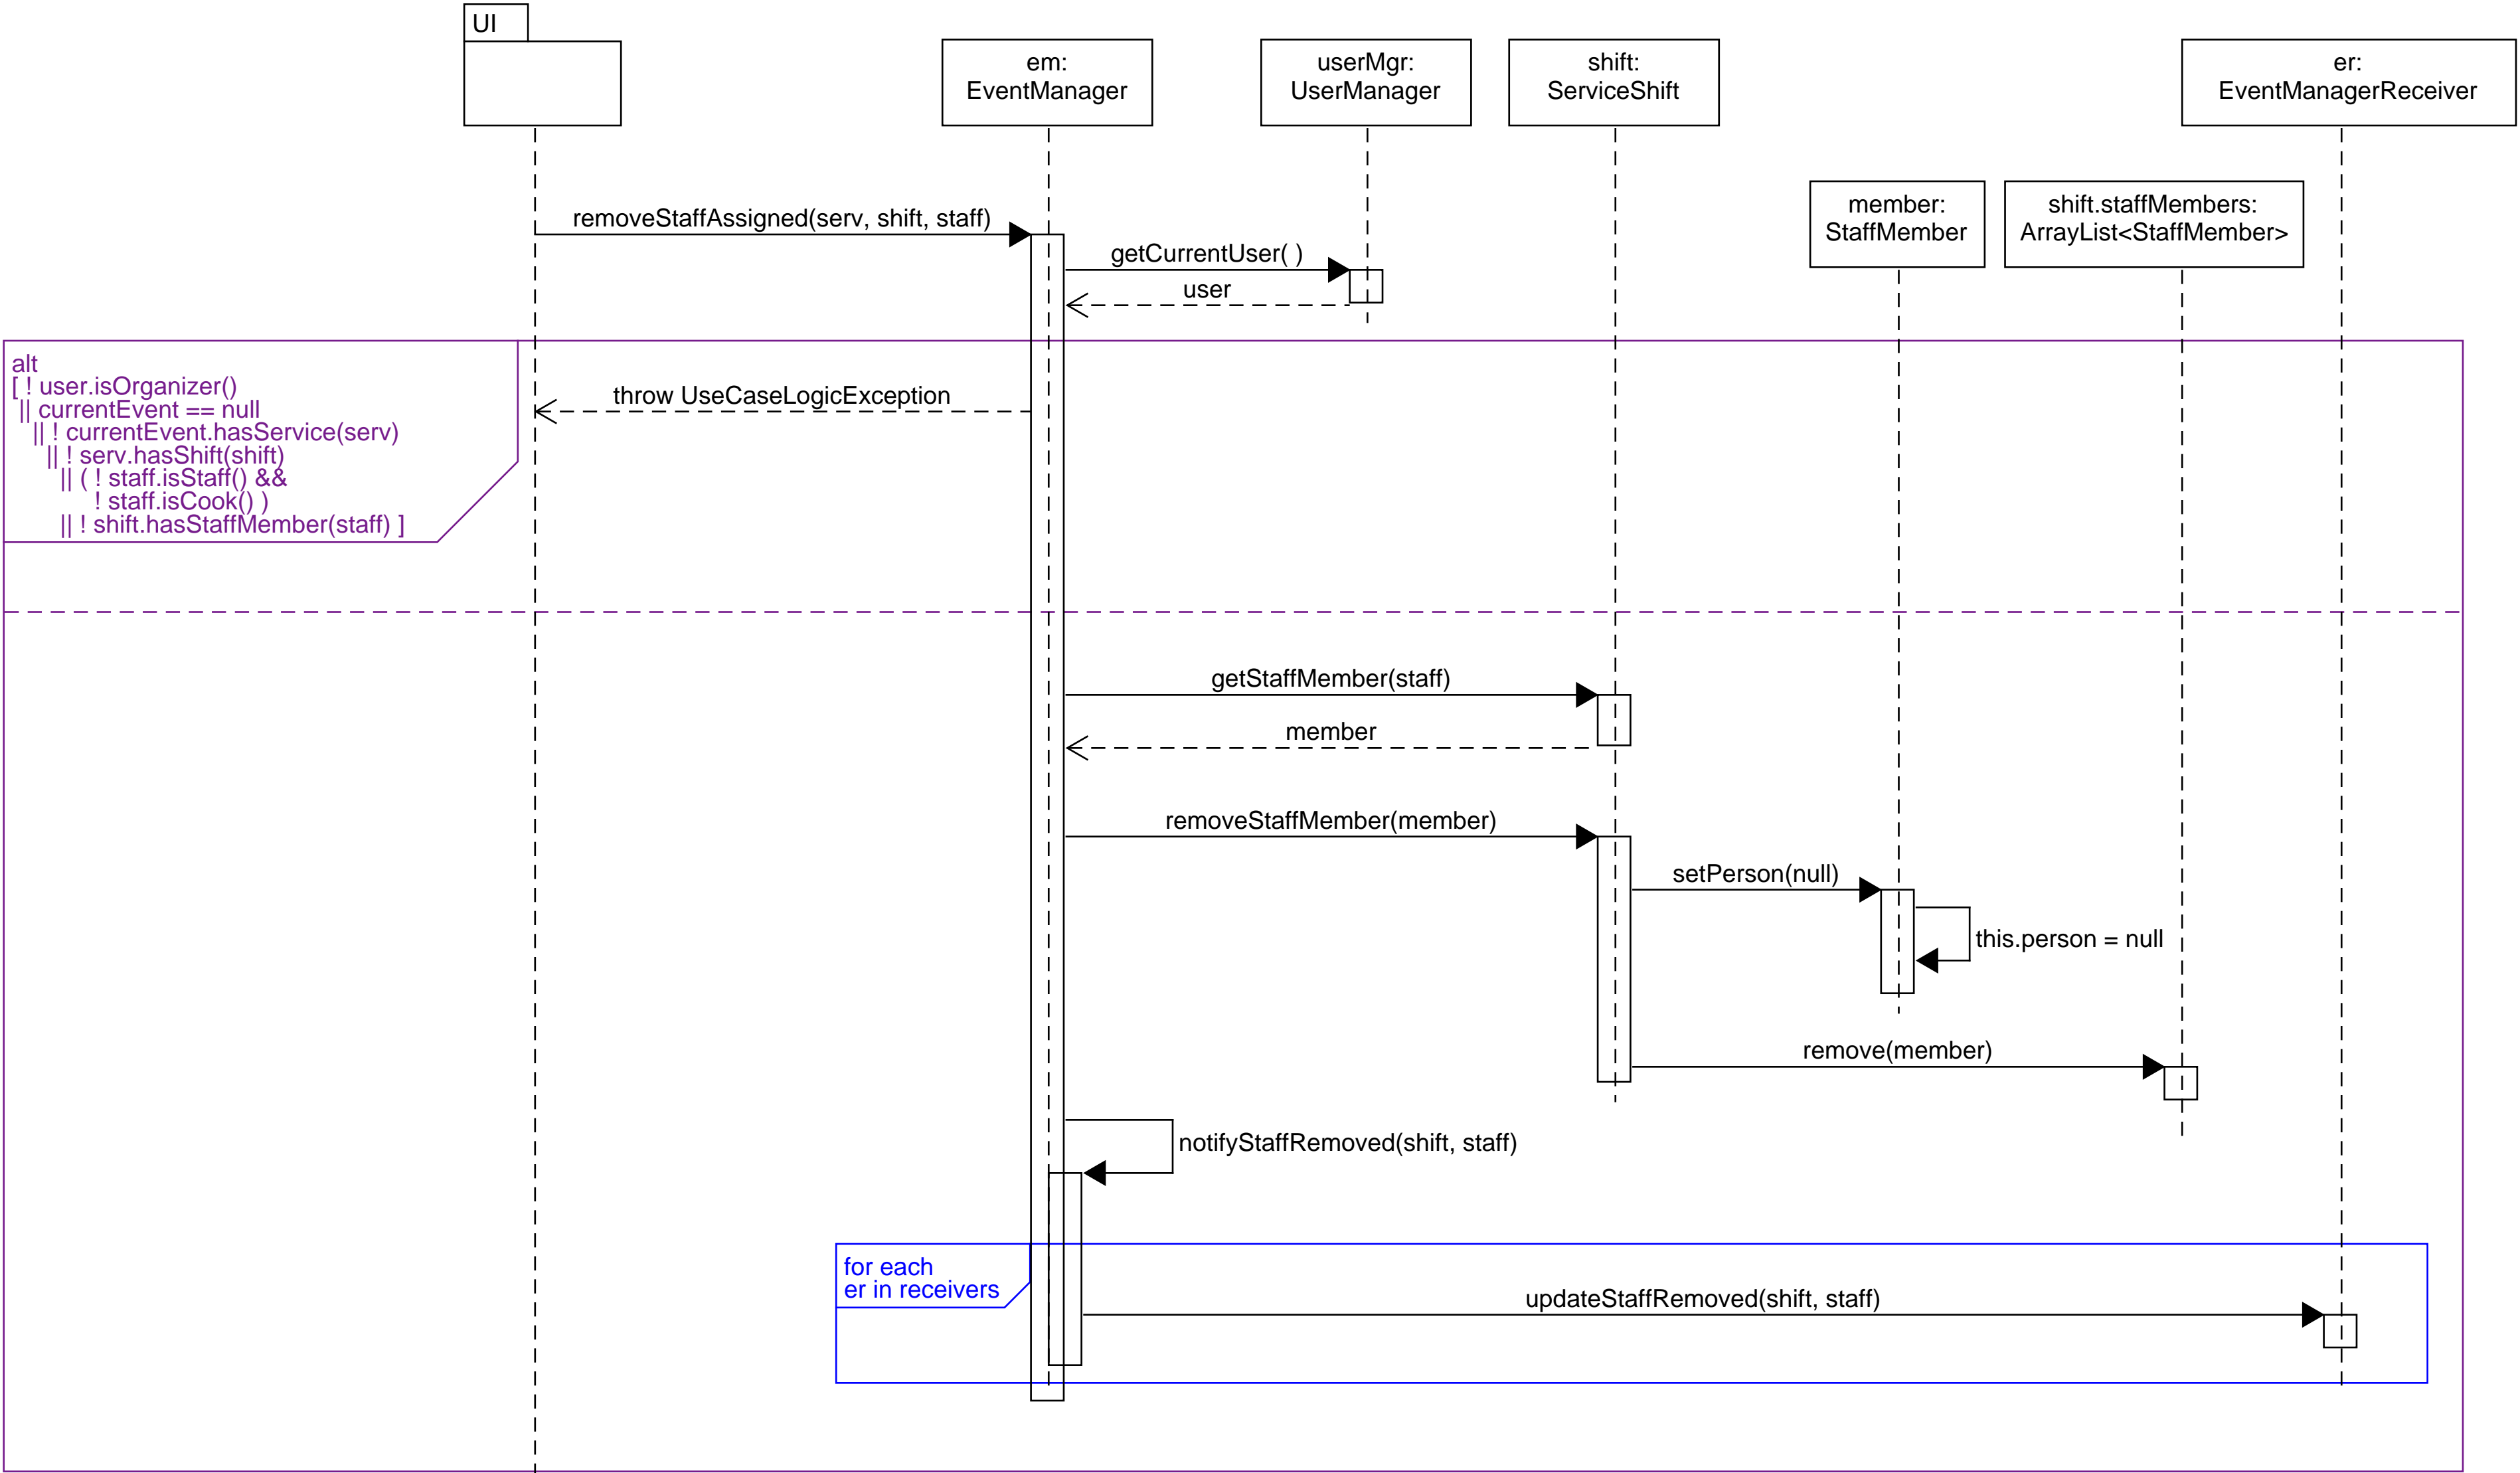 UI
em:
EventManager
userMgr:
UserManager
shift:
ServiceShift
er:
EventManagerReceiver
member:
StaffMember
shift.staffMembers:
ArrayList<StaffMember>
removeStaffAssigned(serv, shift, staff)
getCurrentUser( )
user
alt
[ ! user.isOrganizer()
|| currentEvent == null
|| ! currentEvent.hasService(serv)
|| ! serv.hasShift(shift)
|| ( ! staff.isStaff() &&
! staff.isCook() )
|| ! shift.hasStaffMember(staff) ]
throw UseCaseLogicException
getStaffMember(staff)
member
removeStaffMember(member)
setPerson(null)
this.person = null
remove(member)
notifyStaffRemoved(shift, staff)
for each
er in receivers
updateStaffRemoved(shift, staff)